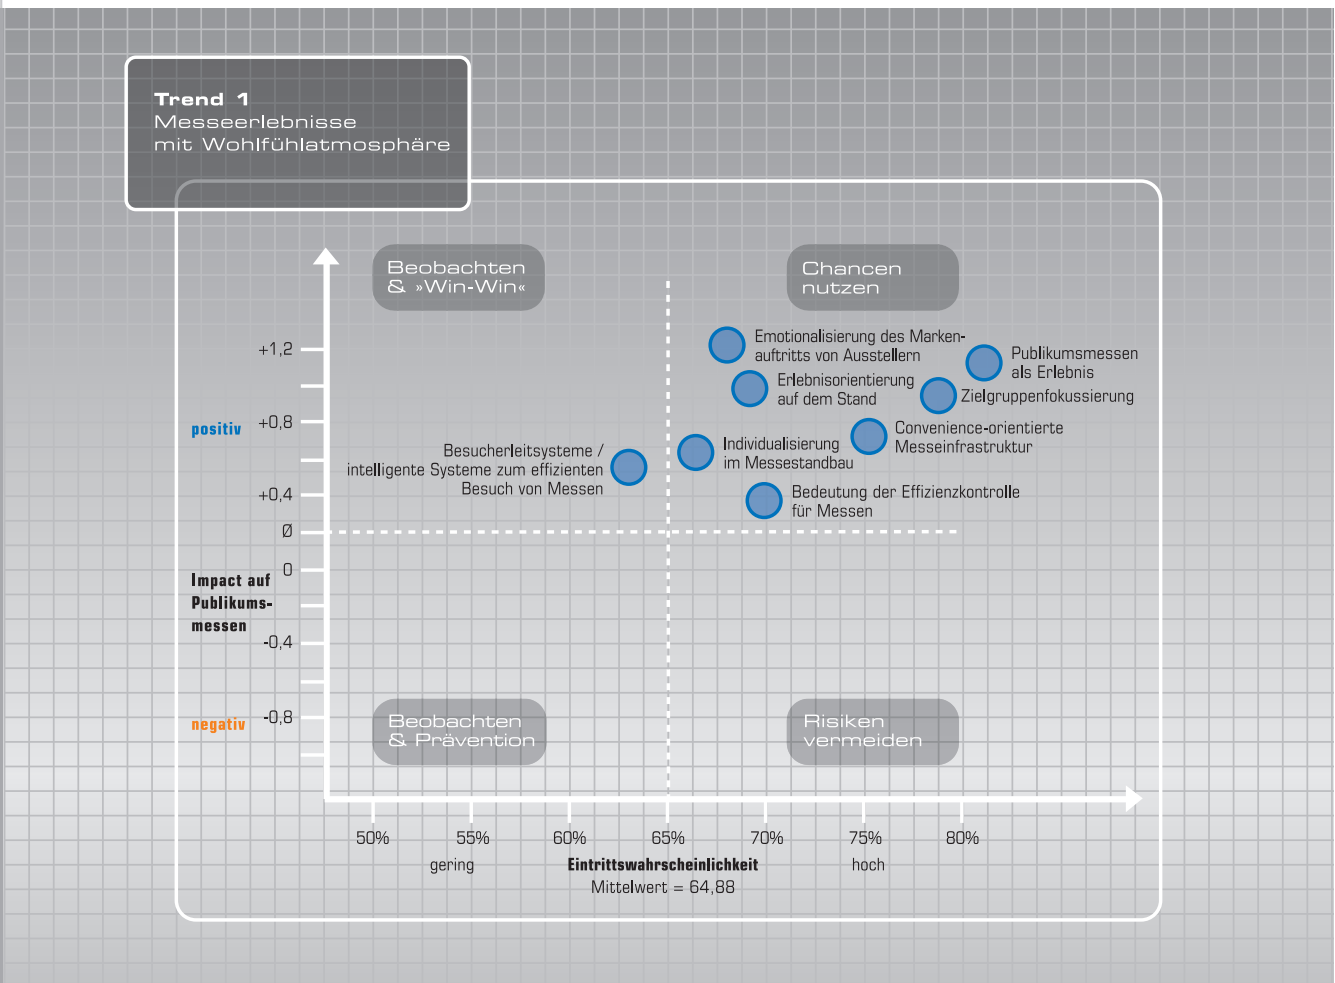 Trend 1
Messeerlebnisse
mit Wohlfühlatmosphäre
Beobachten
& »Win-Win«
Chancen
nutzen
+1,2
+0,8
+0,4
Ø
0
-0,4
-0,8
positiv
Impact auf
Publikums-
messen
negativ
Emotionalisierung des Marken-
auftritts von Ausstellern
Publikumsmessen
als Erlebnis
Erlebnisorientierung
auf dem Stand
Zielgruppenfokussierung
Convenience-orientierte
Messeinfrastruktur
Individualisierung
im Messestandbau
Besucherleitsysteme /
intelligente Systeme zum effizienten
Besuch von Messen
Bedeutung der Effizienzkontrolle
für Messen
Beobachten
& Prävention
Risiken
vermeiden
50% 55% 60% 65% 70% 75% 80%
gering Eintrittswahrscheinlichkeit hoch
Mittelwert = 64,88